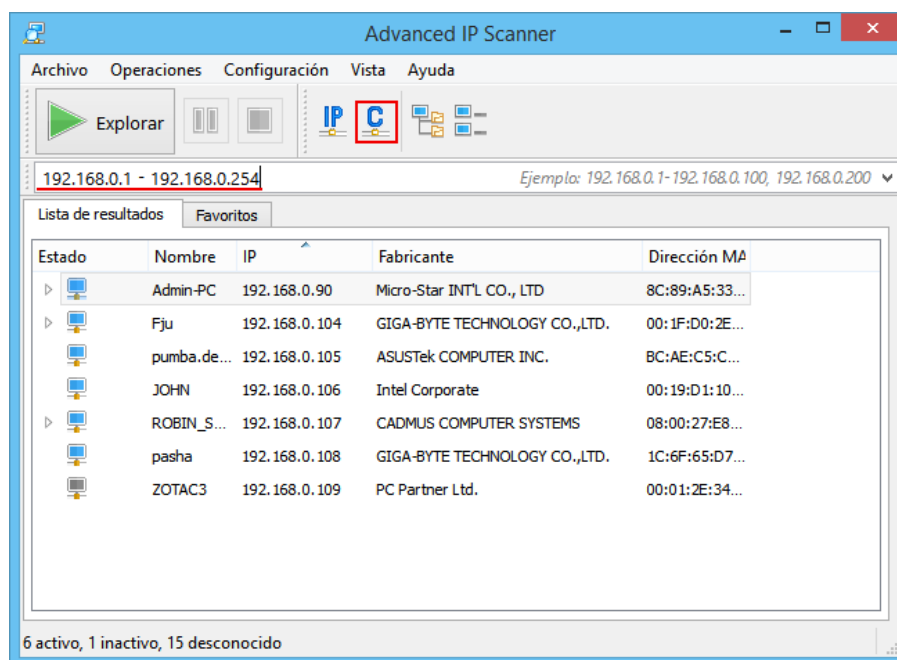 Advanced IP Scanner
Archivo Operaciones Configuración Vista Ayuda
Explorar IP C
192.168.0.1 - 192.168.0.254 Ejemplo: 192.168.0.1-192.168.0.100, 192.168.0.200
Lista de resultados Favoritos
Estado Nombre IP Fabricante Dirección MA
Admin-PC 192.168.0.90 Micro-Star INT'L CO., LTD 8C:89:A5:33...
Fju 192.168.0.104 GIGA-BYTE TECHNOLOGY CO.,LTD. 00:1F:D0:2E...
pumba.de... 192.168.0.105 ASUSTek COMPUTER INC. BC:AE:C5:C...
JOHN 192.168.0.106 Intel Corporate 00:19:D1:10...
ROBIN_S... 192.168.0.107 CADMUS COMPUTER SYSTEMS 08:00:27:E8...
pasha 192.168.0.108 GIGA-BYTE TECHNOLOGY CO.,LTD. 1C:6F:65:D7...
ZOTAC3 192.168.0.109 PC Partner Ltd. 00:01:2E:34...
6 activo, 1 inactivo, 15 desconocido